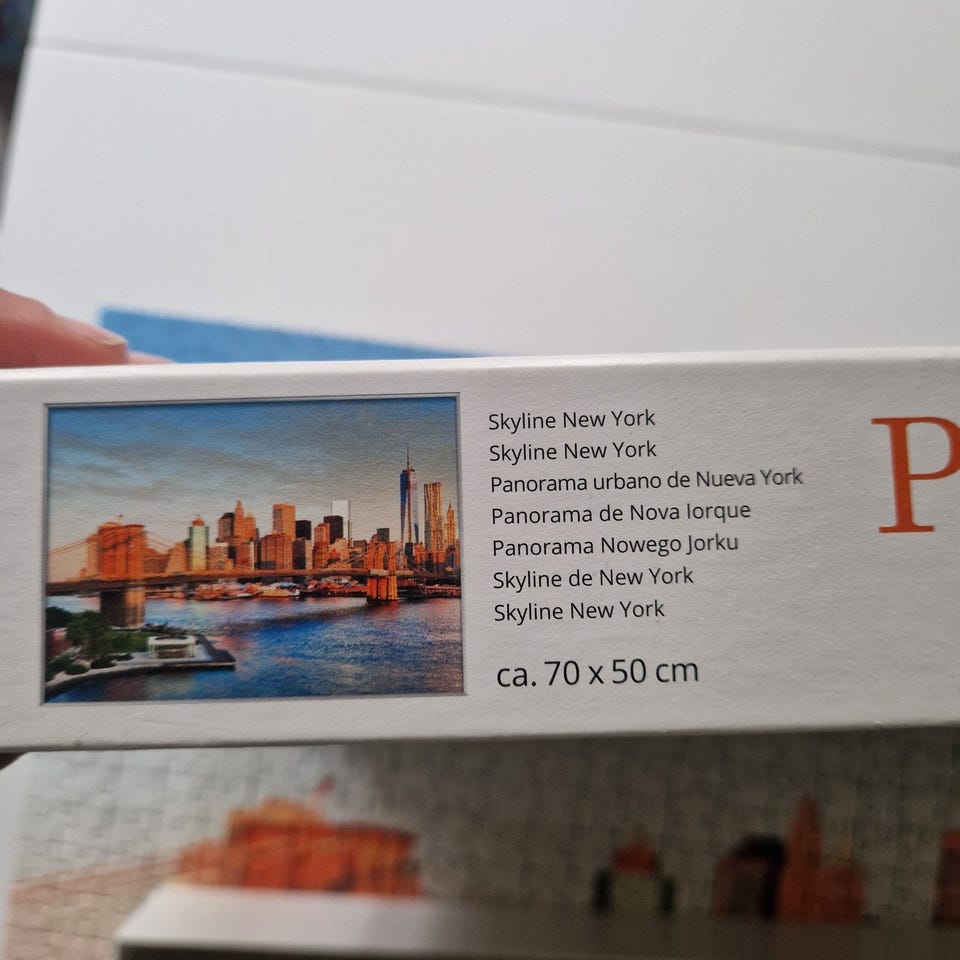 Skyline New York
Skyline New York
Panorama urbano de Nueva York
Panorama de Nova Iorque
Panorama Nowego Jorku
Skyline de New York
Skyline New York
ca. 70 x 50 cm
P